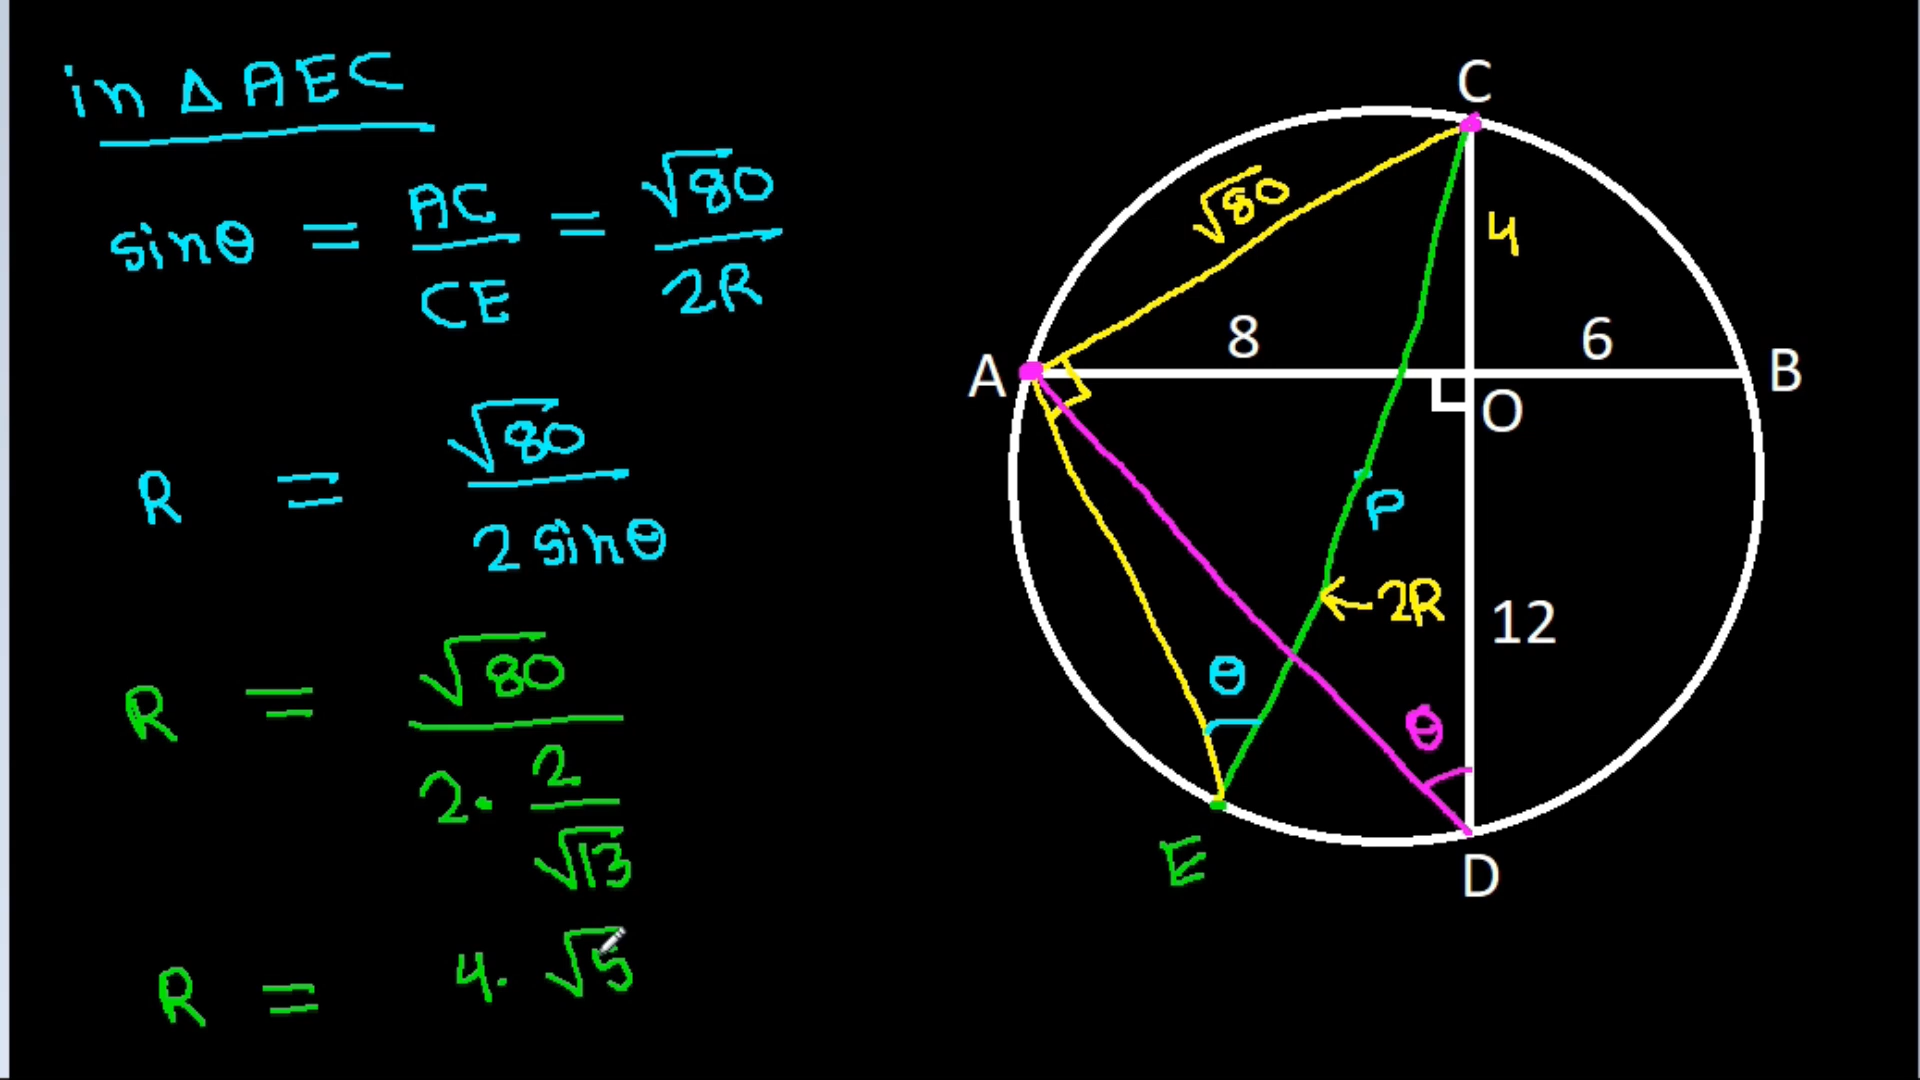 in Δ AEC
sinθ = AC/CE = √80/2R
R = √80/2 sinθ
R = √80/2·2/√13
R = 4·√5
C
√80
4
8
6
A
B
O
P
2R
12
θ
θ
E
D